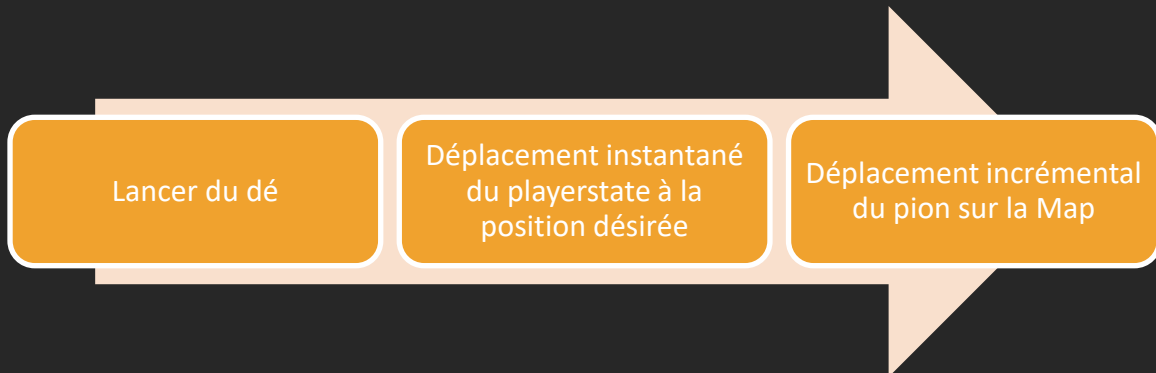 Lancer du dé
Déplacement instantané
du playerstate à la
position désirée
Déplacement incrémental
du pion sur la Map